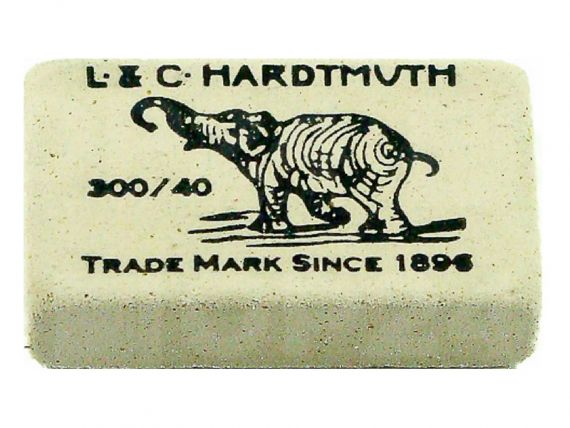 L. & C. HARDTMUTH
300/40
TRADE MARK SINCE 1896